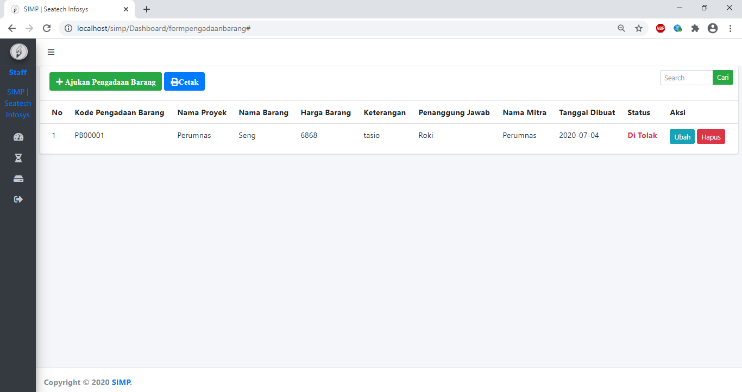 SIMP | Seatech Infosys
localhost/simp/Dashboard/formpengadaanbarang#
ABP
Staff
SIMP |
Seatech
Infosys
Ajukan Pengadaan Barang
Cetak
Search
Cari
No Kode Pengadaan Barang Nama Proyek Nama Barang Harga Barang Keterangan Penanggung Jawab Nama Mitra Tanggal Dibuat Status Aksi
1 PB00001 Perumnas Seng 6868 tasio Roki Perumnas 2020-07-04 Di Tolak Ubah Hapus
Copyright © 2020 SIMP.